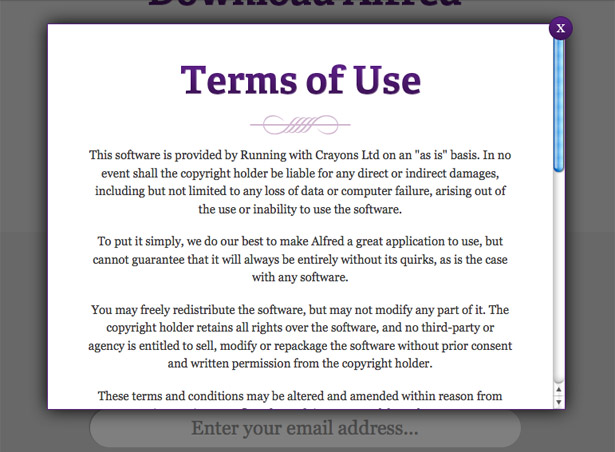 Download Alfred
x
Terms of Use
This software is provided by Running with Crayons Ltd on an "as is" basis. In no
event shall the copyright holder be liable for any direct or indirect damages,
including but not limited to any loss of data or computer failure, arising out of
the use or inability to use the software.
To put it simply, we do our best to make Alfred a great application to use, but
cannot guarantee that it will always be entirely without its quirks, as is the case
with any software.
You may freely redistribute the software, but may not modify any part of it. The
copyright holder retains all rights over the software, and no third-party or
agency is entitled to sell, modify or repackage the software without prior consent
and written permission from the copyright holder.
These terms and conditions may be altered and amended within reason from
Enter your email address...